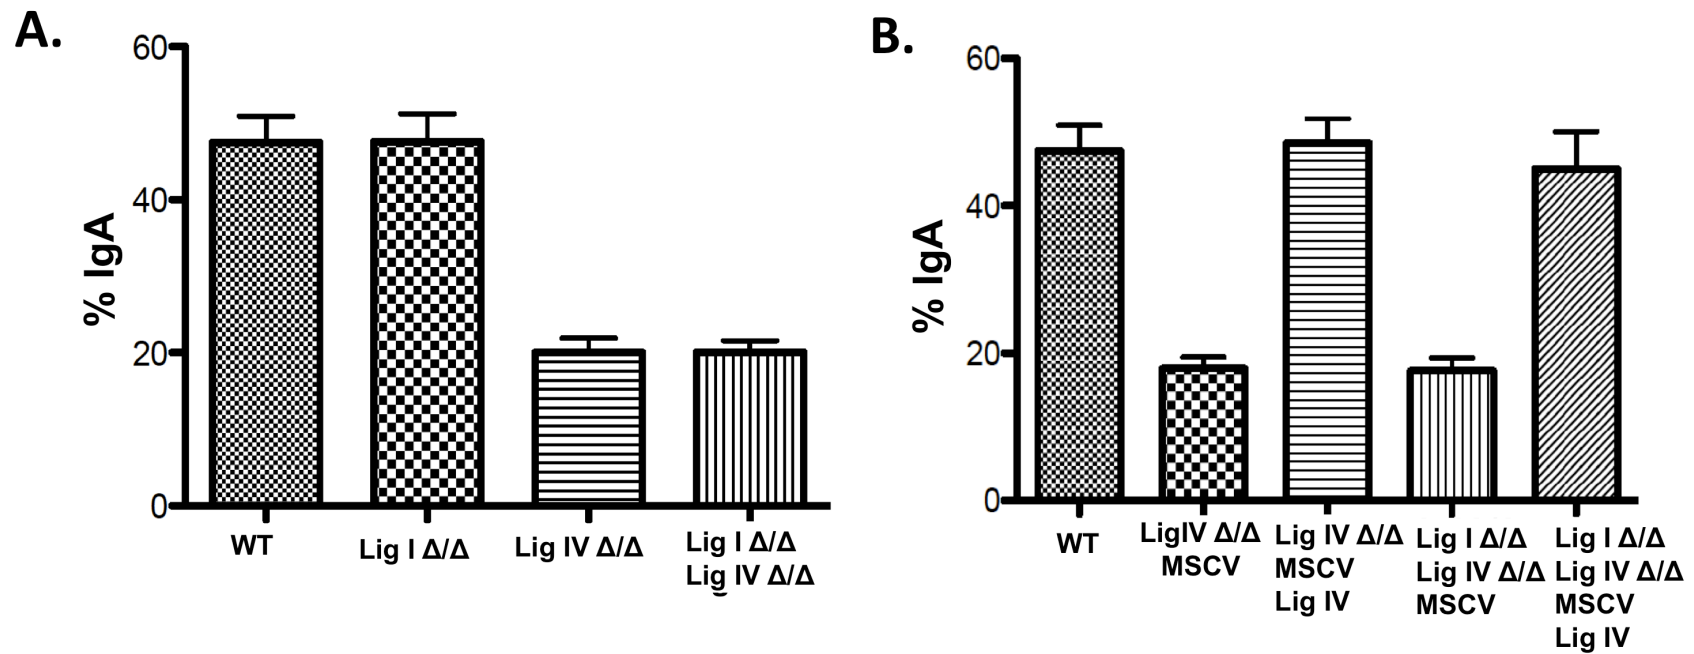 A.
% IgA
60
40
20
0
WT
Lig I Δ/Δ
Lig IV Δ/Δ
Lig I Δ/Δ
Lig IV Δ/Δ
B.
% IgA
60
40
20
0
WT
LigIV Δ/Δ
MSCV
Lig IV Δ/Δ
MSCV
Lig IV
Lig I Δ/Δ
Lig IV Δ/Δ
MSCV
Lig I Δ/Δ
Lig IV Δ/Δ
MSCV
Lig IV